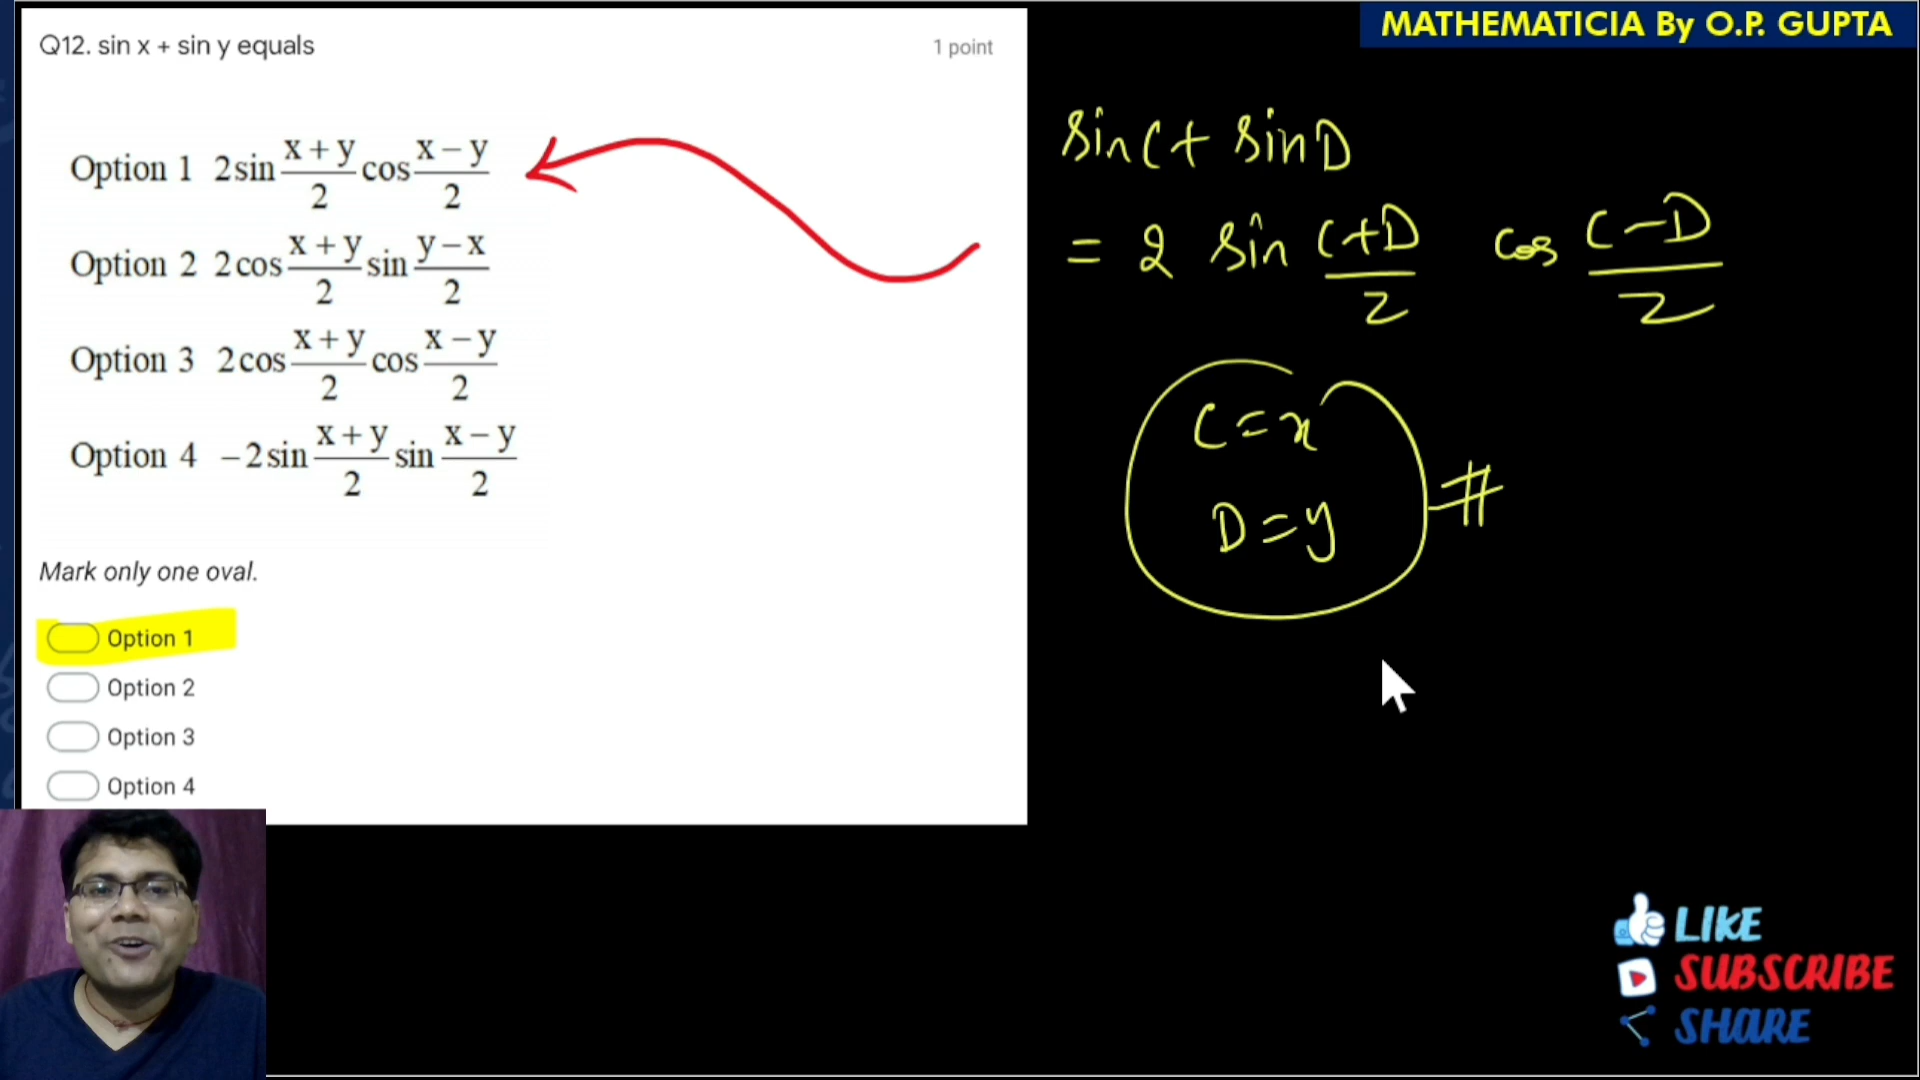 MATHEMATICIA By O.P. GUPTA
Q12. sin x + sin y equals
1 point
Option 1 2sin (x+y)/2 cos (x−y)/2
Option 2 2cos (x+y)/2 sin (y−x)/2
Option 3 2cos (x+y)/2 cos (x−y)/2
Option 4 −2sin (x+y)/2 sin (x−y)/2
Mark only one oval.
Option 1
Option 2
Option 3
Option 4
sin C + sin D
= 2 sin (C+D)/2 cos (C−D)/2
C = x
D = y
#
LIKE
SUBSCRIBE
SHARE